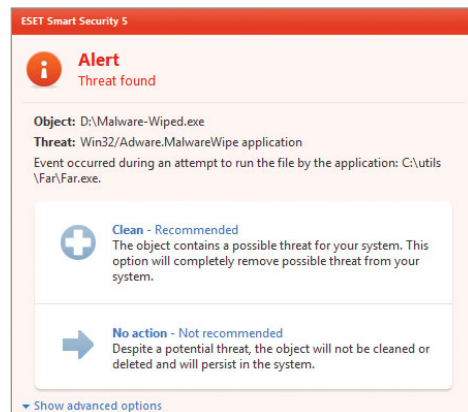 ESET Smart Security 5
Alert
Threat found
Object: D:\Malware-Wiped.exe
Threat: Win32/Adware.MalwareWipe application
Event occurred during an attempt to run the file by the application: C:\utils
\Far\Far.exe.
Clean - Recommended
The object contains a possible threat for your system. This
option will completely remove possible threat from your
system.
No action - Not recommended
Despite a potential threat, the object will not be cleaned or
deleted and will persist in the system.
Show advanced options